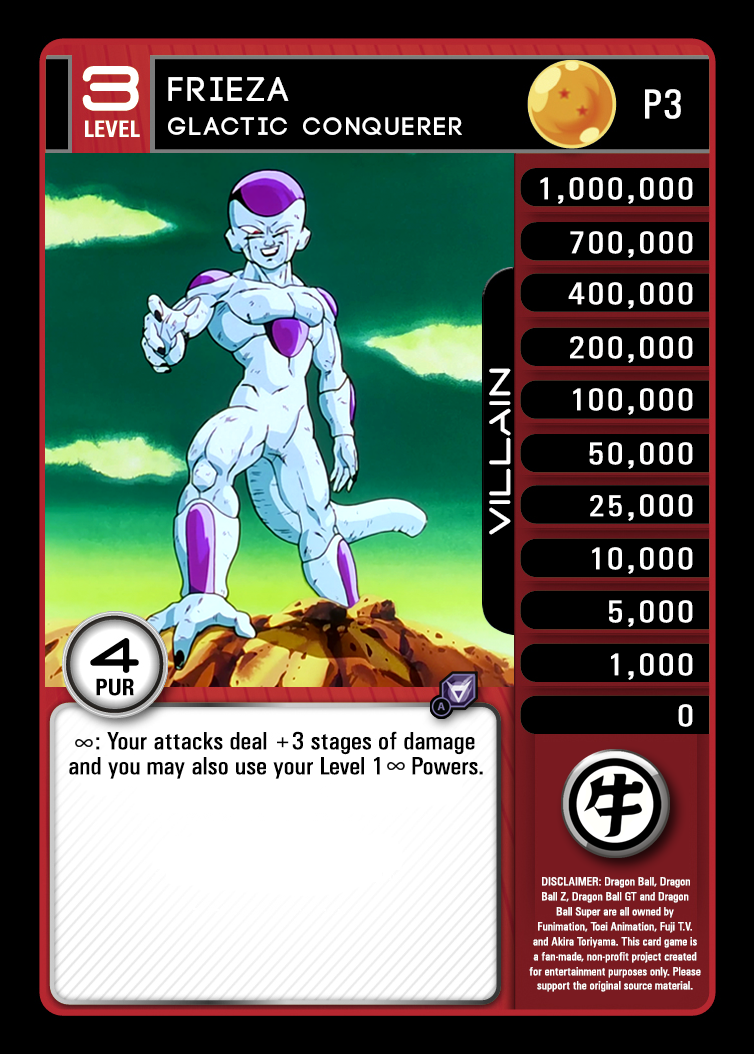 3
LEVEL
FRIEZA
GLACTIC CONQUERER
P3
1,000,000
700,000
400,000
200,000
100,000
50,000
25,000
10,000
5,000
1,000
0
VILLAIN
4
PUR
A
∞: Your attacks deal +3 stages of damage
and you may also use your Level 1 ∞ Powers.
牛
DISCLAIMER: Dragon Ball, Dragon
Ball Z, Dragon Ball GT and Dragon
Ball Super are all owned by
Funimation, Toei Animation, Fuji T.V.
and Akira Toriyama. This card game is
a fan-made, non-profit project created
for entertainment purposes only. Please
support the original source material.